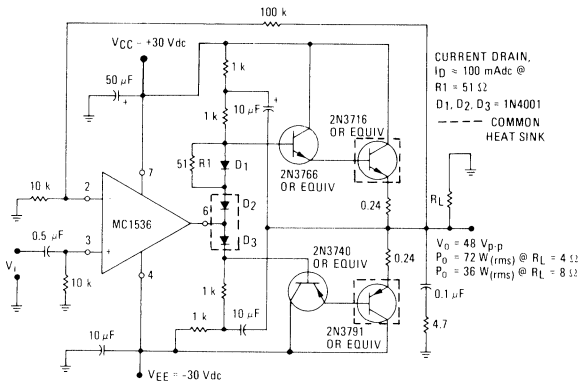 100 k
VCC – +30 Vdc
50 μF
+
1 k
1 k
10 μF
+
CURRENT DRAIN,
ID ≈ 100 mAdc @
R1 = 51 Ω
D1, D2, D3 = 1N4001
– – – – COMMON
HEAT SINK
2N3716
OR EQUIV
51
R1
D1
2N3766
OR EQUIV
7
10 k
2
–
MC1536
6
D2
D3
0.24
RL
0.5 μF
3
+
Vi
10 k
4
2N3740
OR EQUIV
0.24
VO = 48 Vp-p
PO = 72 W(rms) @ RL = 4 Ω
PO = 36 W(rms) @ RL = 8 Ω
1 k
0.1 μF
1 k
10 μF
10 μF
+
2N3791
OR EQUIV
4.7
VEE = -30 Vdc